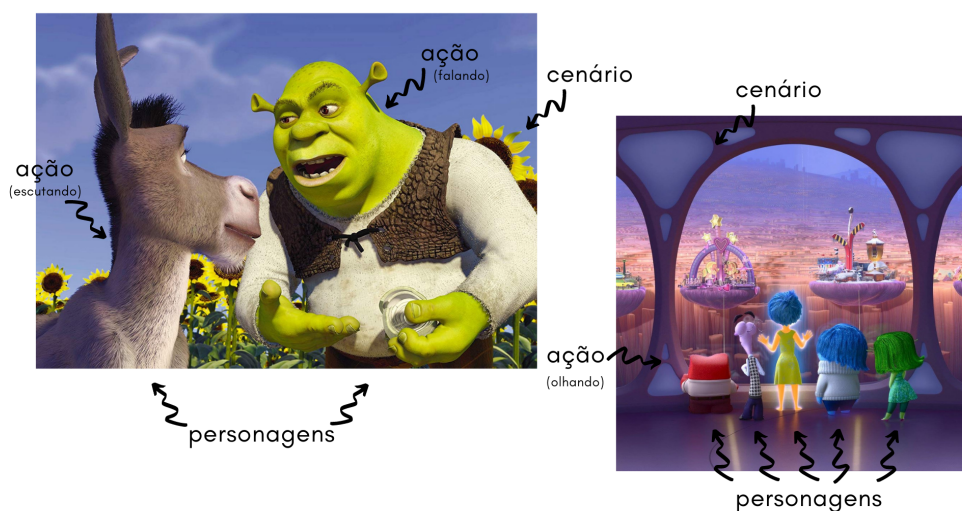 ação
(falando)
cenário
ação
(escutando)
personagens
cenário
ação
(olhando)
personagens